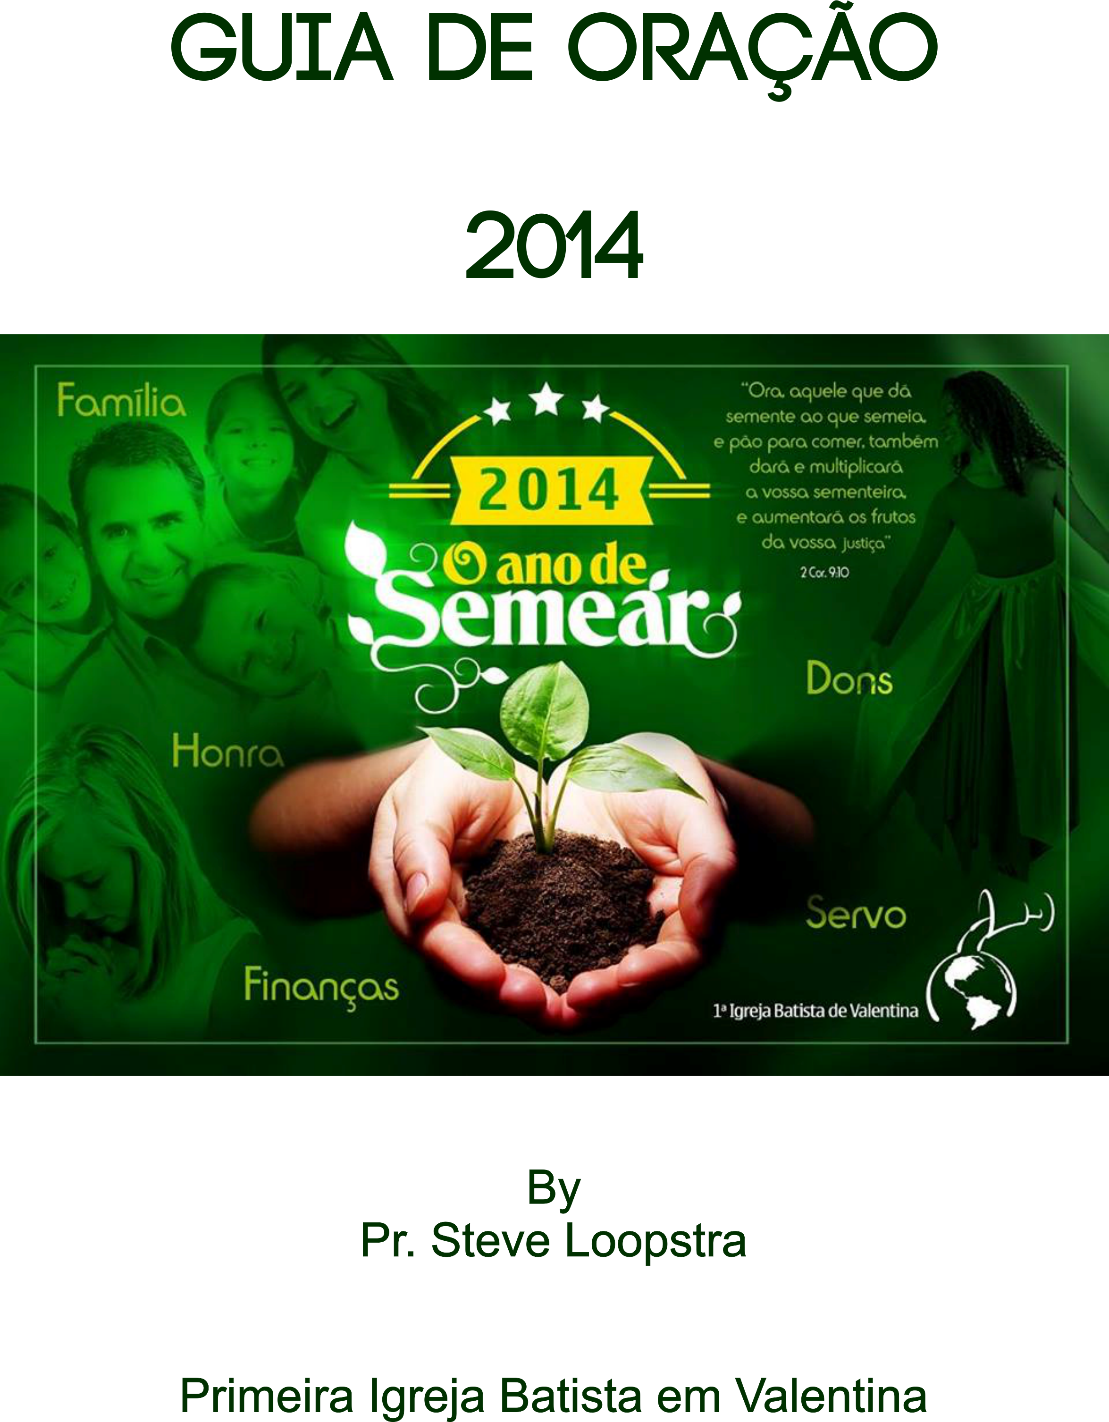 GUIA DE ORAÇÃO
2014
Família
2014
O ano de
Semear
"Ora, aquele que dá
semente ao que semeia,
e pão para comer, também
dará e multiplicará
a vossa sementeira,
e aumentará os frutos
da vossa justiça"
2 Cor. 9:10
Dons
Honra
Servo
Finanças
1ª Igreja Batista de Valentina
By
Pr. Steve Loopstra
Primeira Igreja Batista em Valentina